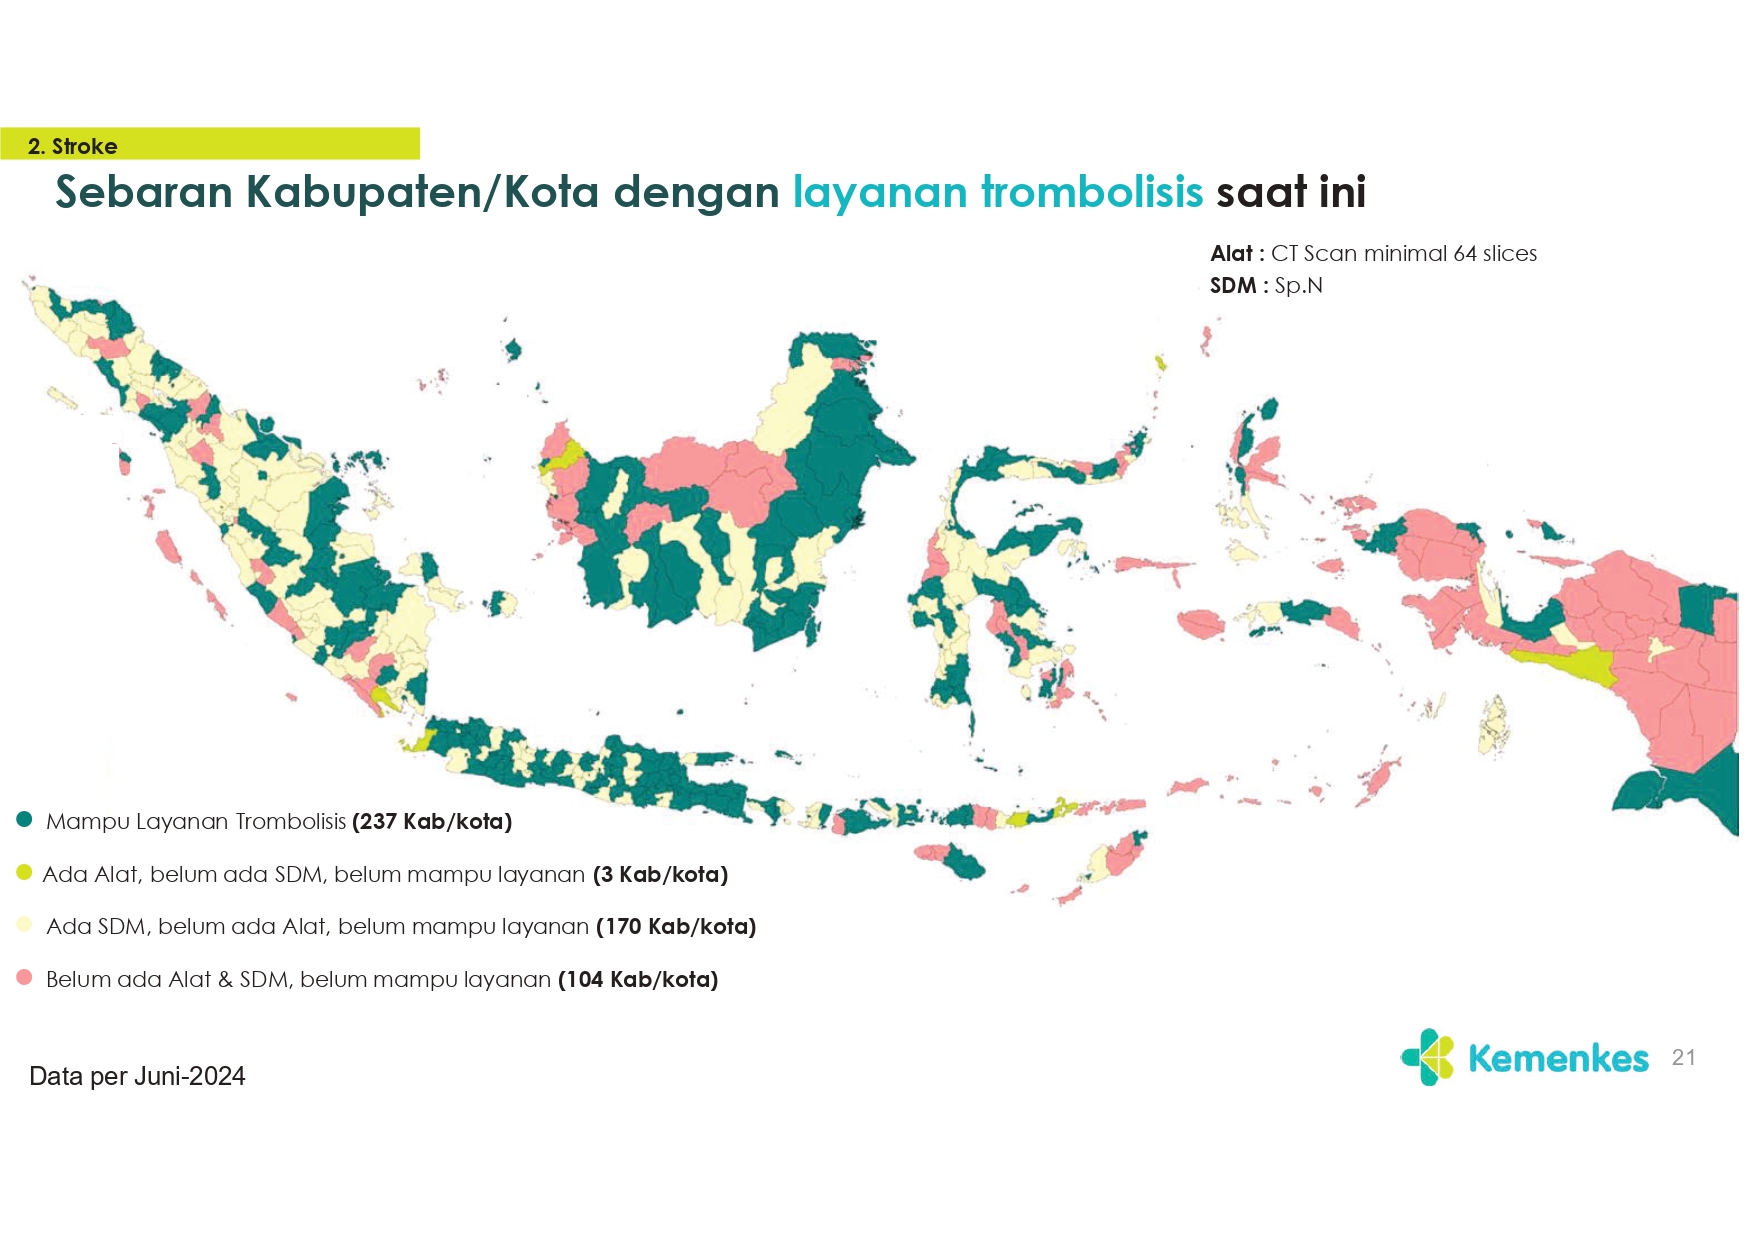 2. Stroke
Sebaran Kabupaten/Kota dengan layanan trombolisis saat ini
Alat : CT Scan minimal 64 slices
SDM : Sp.N
Mampu Layanan Trombolisis (237 Kab/kota)
Ada Alat, belum ada SDM, belum mampu layanan (3 Kab/kota)
Ada SDM, belum ada Alat, belum mampu layanan (170 Kab/kota)
Belum ada Alat & SDM, belum mampu layanan (104 Kab/kota)
Data per Juni-2024
Kemenkes
21